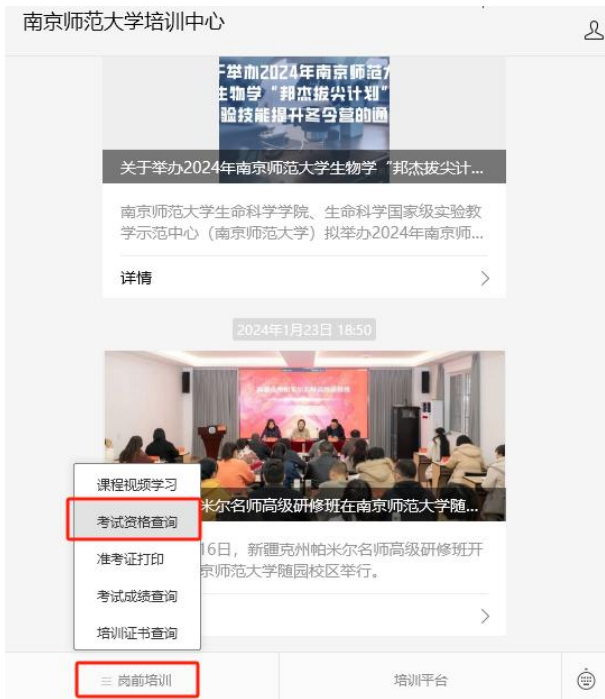 南京师范大学培训中心
于举办2024年南京师范大
生物学“邦杰拔尖计划”
验技能提升冬令营的通
关于举办2024年南京师范大学生物学“邦杰拔尖计...
南京师范大学生命科学学院、生命科学国家级实验教
学示范中心（南京师范大学）拟举办2024年南京师...
详情
2024年1月23日 18:50
米尔名师高级研修班在南京师范大学随...
16日，新疆克州帕米尔名师高级研修班开
京师范大学随园校区举行。
课程视频学习
考试资格查询
准考证打印
考试成绩查询
培训证书查询
岗前培训
培训平台